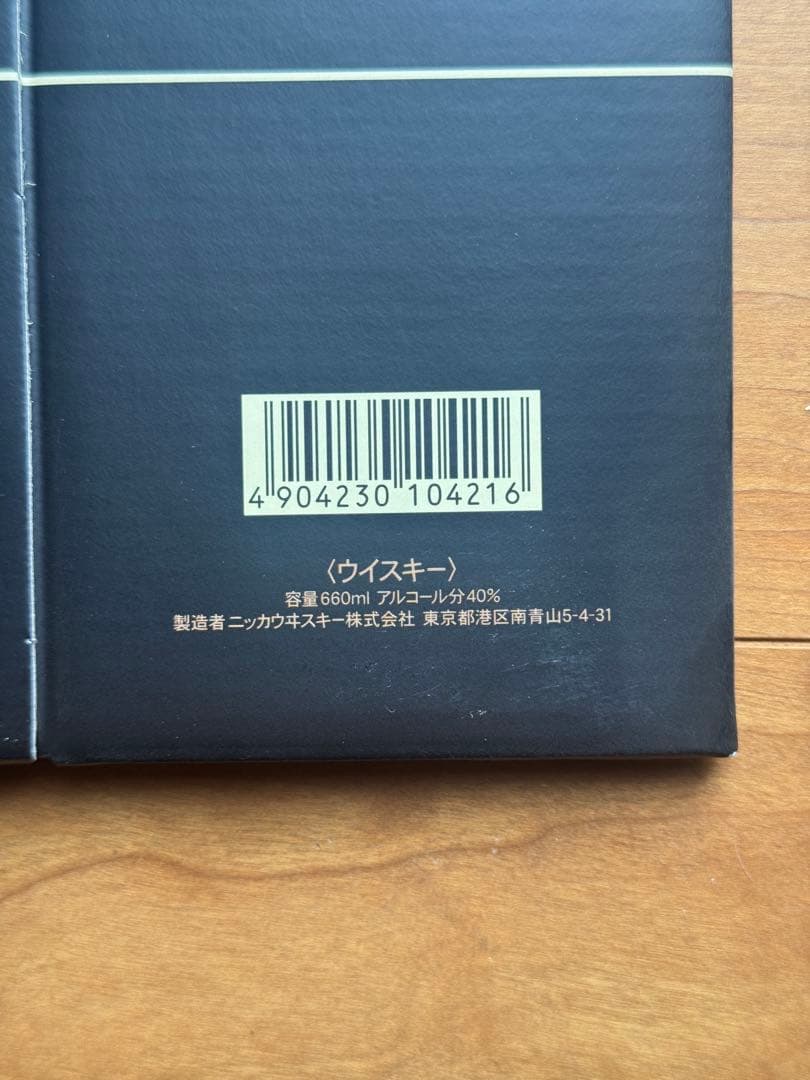 4 904230 104216
〈ウイスキー〉
容量660ml アルコール分40%
製造者 ニッカウヰスキー株式会社 東京都港区南青山5-4-31